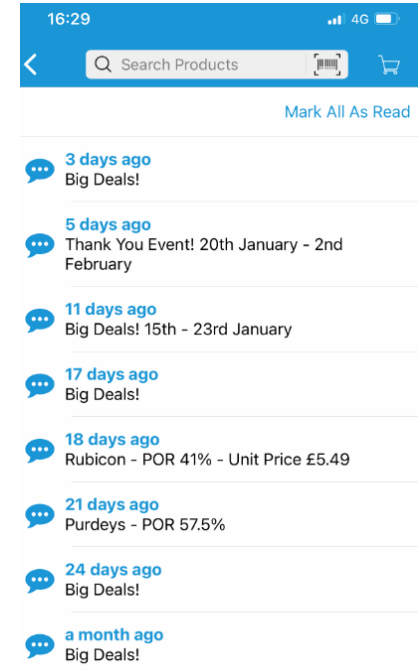 16:29
4G
Search Products
Mark All As Read
3 days ago
Big Deals!
5 days ago
Thank You Event! 20th January - 2nd
February
11 days ago
Big Deals! 15th - 23rd January
17 days ago
Big Deals!
18 days ago
Rubicon - POR 41% - Unit Price £5.49
21 days ago
Purdeys - POR 57.5%
24 days ago
Big Deals!
a month ago
Big Deals!